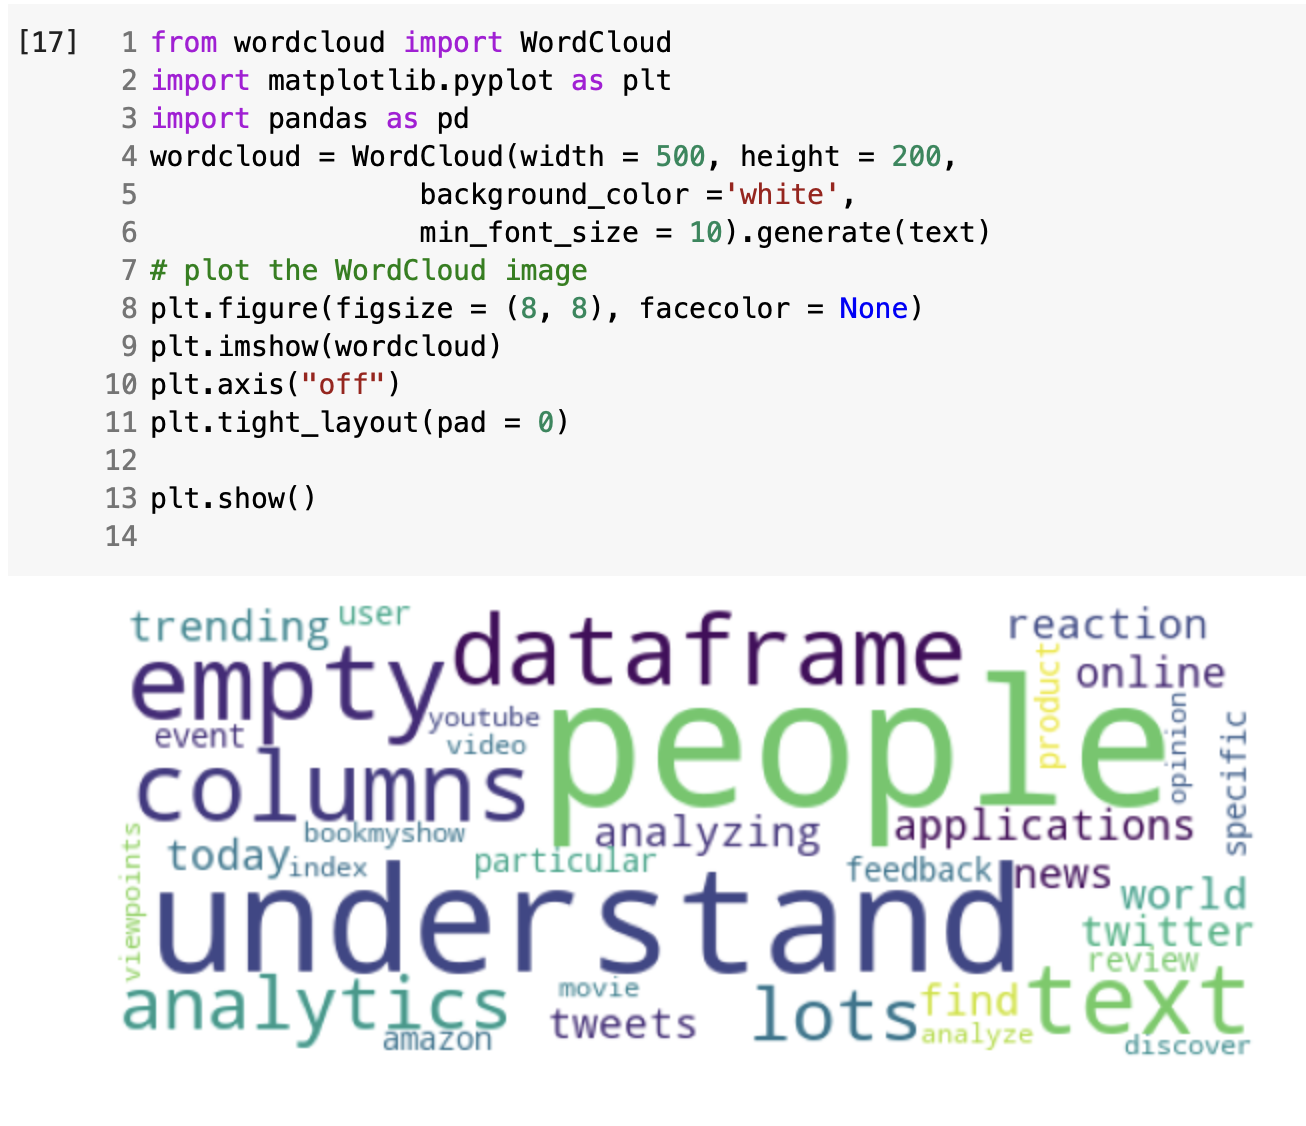 [17] 1 from wordcloud import WordCloud
2 import matplotlib.pyplot as plt
3 import pandas as pd
4 wordcloud = WordCloud(width = 500, height = 200,
5                 background_color ='white',
6                 min_font_size = 10).generate(text)
7 # plot the WordCloud image
8 plt.figure(figsize = (8, 8), facecolor = None)
9 plt.imshow(wordcloud)
10 plt.axis("off")
11 plt.tight_layout(pad = 0)
12
13 plt.show()
14
trending
user
dataframe
reaction
empty
product
online
event
youtube
video
people
opinion
specific
columns
bookmyshow
analyzing
applications
viewpoints
today
index
particular
feedback
news
world
understand
twitter
review
analytics
amazon
movie
tweets
lots
find
analyze
text
discover